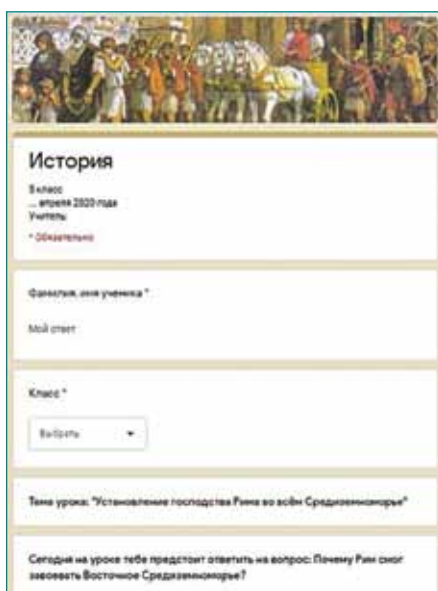 История
5 класс
... апреля 2020 года
Учитель:
* Обязательно
Фамилия, имя ученика *
Мой ответ
Класс *
Выбрать
Тема урока: "Установление господства Рима во всём Средиземноморье"
Сегодня на уроке тебе предстоит ответить на вопрос: Почему Рим смог
завоевать Восточное Средиземноморье?